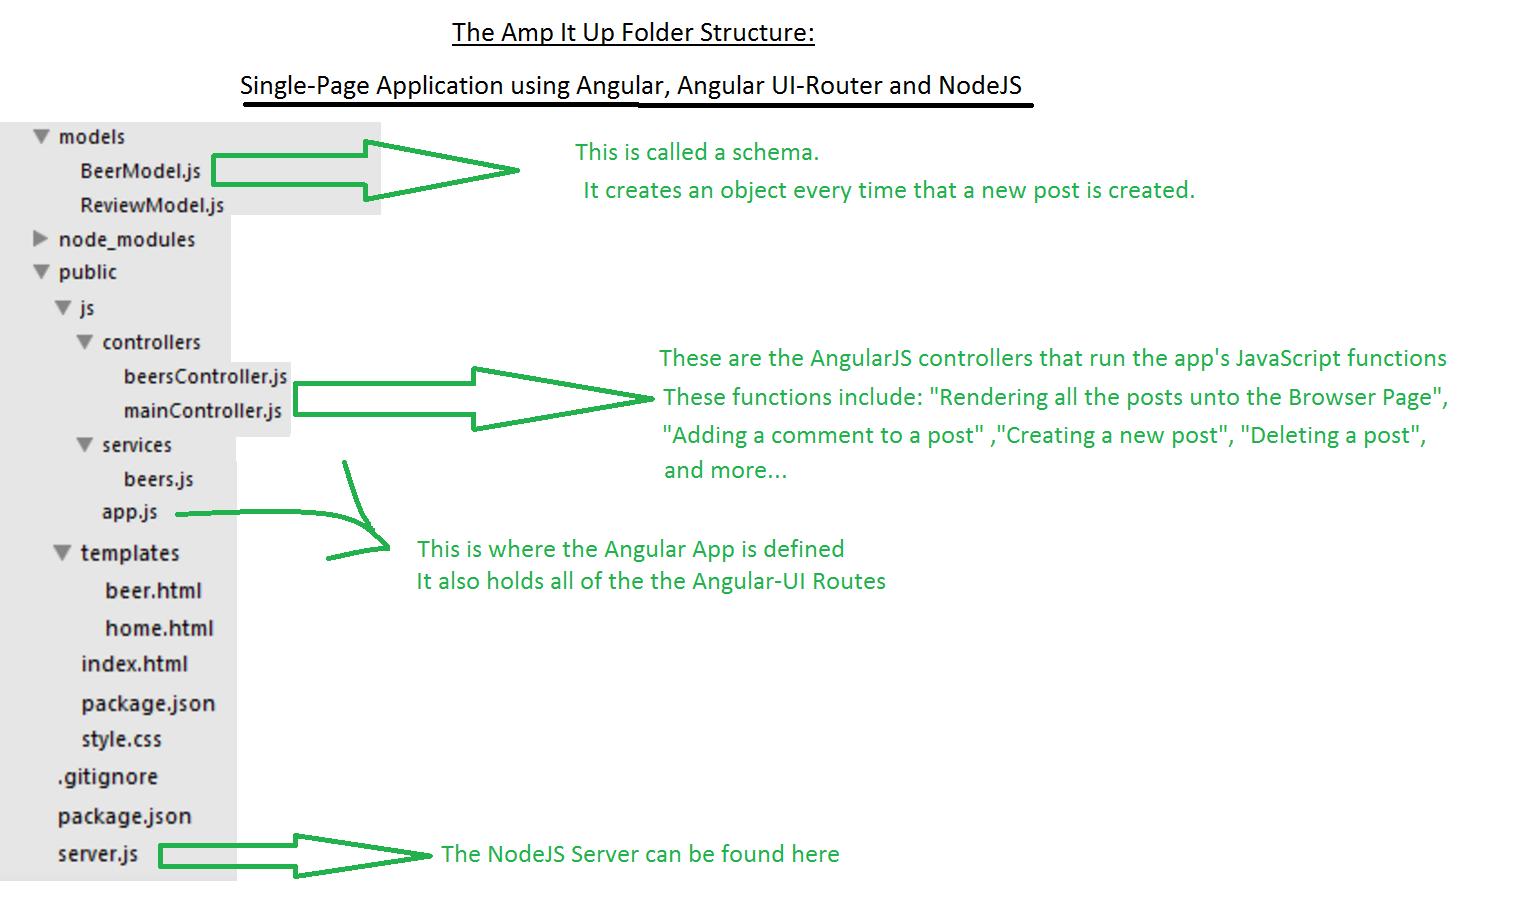 The Amp It Up Folder Structure:
Single-Page Application using Angular, Angular UI-Router and NodeJS
models
BeerModel.js
This is called a schema.
It creates an object every time that a new post is created.
ReviewModel.js
node_modules
public
js
controllers
beersController.js
mainController.js
These are the AngularJS controllers that run the app's JavaScript functions
These functions include: "Rendering all the posts unto the Browser Page",
"Adding a comment to a post" ,"Creating a new post", "Deleting a post",
and more...
services
beers.js
app.js
This is where the Angular App is defined
It also holds all of the the Angular-UI Routes
templates
beer.html
home.html
index.html
package.json
style.css
.gitignore
package.json
server.js
The NodeJS Server can be found here